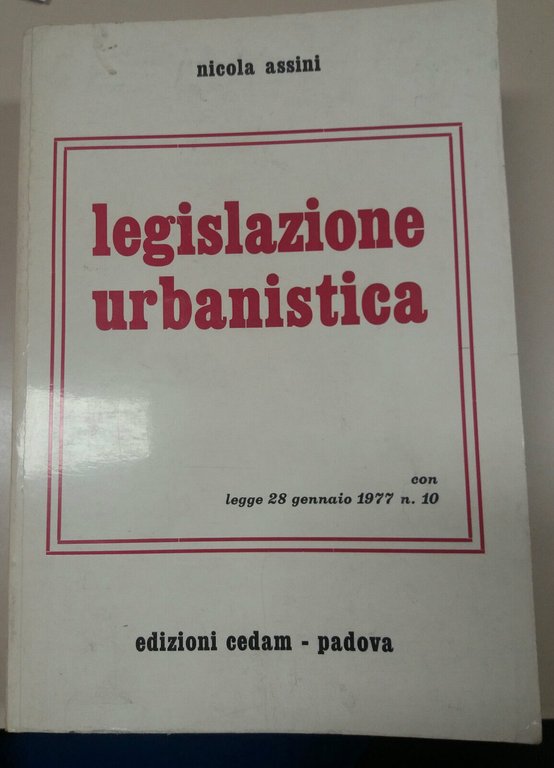 nicola assini
legislazione
urbanistica
con
legge 28 gennaio 1977 n. 10
edizioni cedam - padova